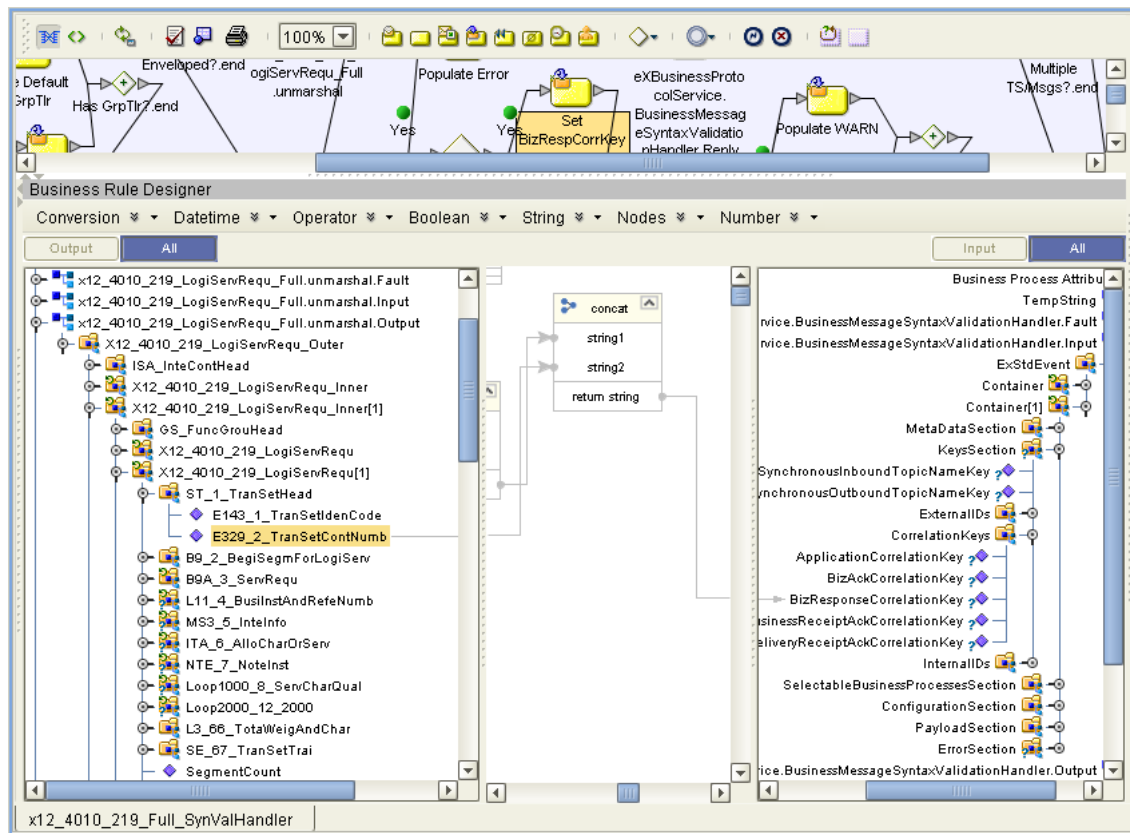 100%
e Default
GrpTlr
Has GrpTlr?.end
Enveloped?.end
ogiServRequ_Full
.unmarshal
Populate Error
Yes
Yes
Set
BizRespCorrKey
eXBusinessProto
colService.
BusinessMessag
eSyntaxValidatio
nHandler.Reply
Populate WARN
Multiple
TS/Msgs?.end
Business Rule Designer
Conversion Datetime Operator Boolean String Nodes Number
Output All Input All
x12_4010_219_LogiServRequ_Full.unmarshal.Fault
x12_4010_219_LogiServRequ_Full.unmarshal.Input
x12_4010_219_LogiServRequ_Full.unmarshal.Output
X12_4010_219_LogiServRequ_Outer
ISA_InteContHead
X12_4010_219_LogiServRequ_Inner
X12_4010_219_LogiServRequ_Inner[1]
GS_FuncGrouHead
X12_4010_219_LogiServRequ
X12_4010_219_LogiServRequ[1]
ST_1_TranSetHead
E143_1_TranSetIdenCode
E329_2_TranSetContNumb
B9_2_BegiSegmForLogiServ
B9A_3_ServRequ
L11_4_BusiInstAndRefeNumb
MS3_5_InteInfo
ITA_6_AlloCharOrServ
NTE_7_NoteInst
Loop1000_8_ServCharQual
Loop2000_12_2000
L3_66_TotaWeigAndChar
SE_67_TranSetTrai
SegmentCount
concat
string1
string2
return string
Business Process Attribu
TempString
rvice.BusinessMessageSyntaxValidationHandler.Fault
rvice.BusinessMessageSyntaxValidationHandler.Input
ExStdEvent
Container
Container[1]
MetaDataSection
KeysSection
SynchronousInboundTopicNameKey
ynchronousOutboundTopicNameKey
ExternalIDs
CorrelationKeys
ApplicationCorrelationKey
BizAckCorrelationKey
BizResponseCorrelationKey
usinessReceiptAckCorrelationKey
eliveryReceiptAckCorrelationKey
InternalIDs
SelectableBusinessProcessesSection
ConfigurationSection
PayloadSection
ErrorSection
rvice.BusinessMessageSyntaxValidationHandler.Output
x12_4010_219_Full_SynValHandler